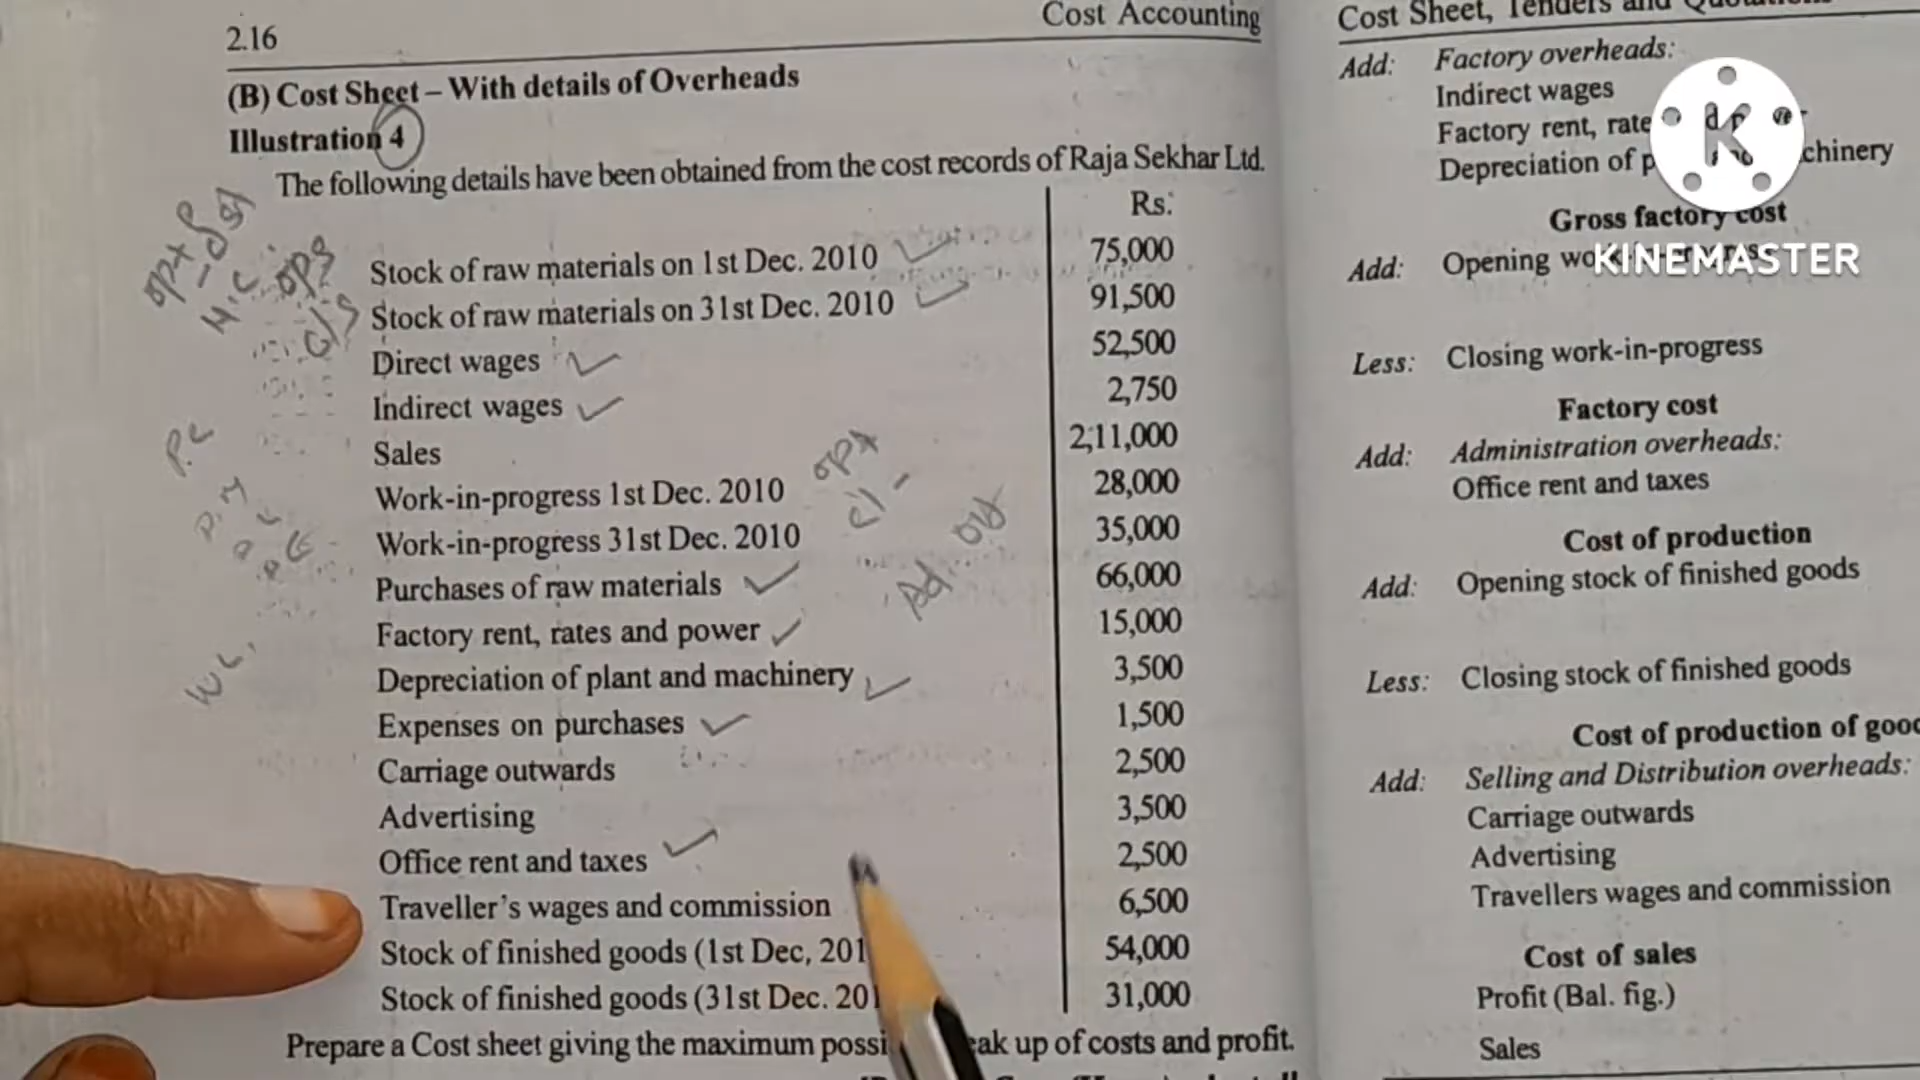 2.16
Cost Accounting
(B) Cost Sheet – With details of Overheads
Illustration 4
The following details have been obtained from the cost records of Raja Sekhar Ltd.
Rs.
Stock of raw materials on 1st Dec. 2010 75,000
Stock of raw materials on 31st Dec. 2010 91,500
Direct wages 52,500
Indirect wages 2,750
Sales 2,11,000
Work-in-progress 1st Dec. 2010 28,000
Work-in-progress 31st Dec. 2010 35,000
Purchases of raw materials 66,000
Factory rent, rates and power 15,000
Depreciation of plant and machinery 3,500
Expenses on purchases 1,500
Carriage outwards 2,500
Advertising 3,500
Office rent and taxes 2,500
Traveller's wages and commission 6,500
Stock of finished goods (1st Dec, 201 54,000
Stock of finished goods (31st Dec. 20 31,000
Prepare a Cost sheet giving the maximum possi eak up of costs and profit.
Cost Sheet, Tenders and
Add: Factory overheads:
Indirect wages
Factory rent, rate
Depreciation of p chinery
Gross factory cost
Add: Opening wo
KINEMASTER
Less: Closing work-in-progress
Factory cost
Add: Administration overheads:
Office rent and taxes
Cost of production
Add: Opening stock of finished goods
Less: Closing stock of finished goods
Cost of production of goo
Add: Selling and Distribution overheads:
Carriage outwards
Advertising
Travellers wages and commission
Cost of sales
Profit (Bal. fig.)
Sales